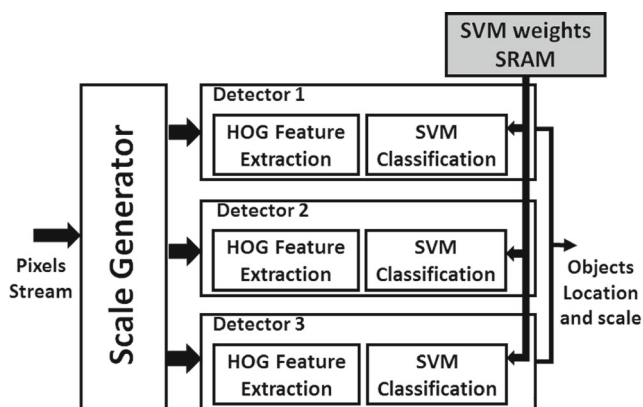 SVM weights
SRAM
Scale Generator
Pixels
Stream
Detector 1
HOG Feature
Extraction
SVM
Classification
Detector 2
HOG Feature
Extraction
SVM
Classification
Detector 3
HOG Feature
Extraction
SVM
Classification
Objects
Location
and scale